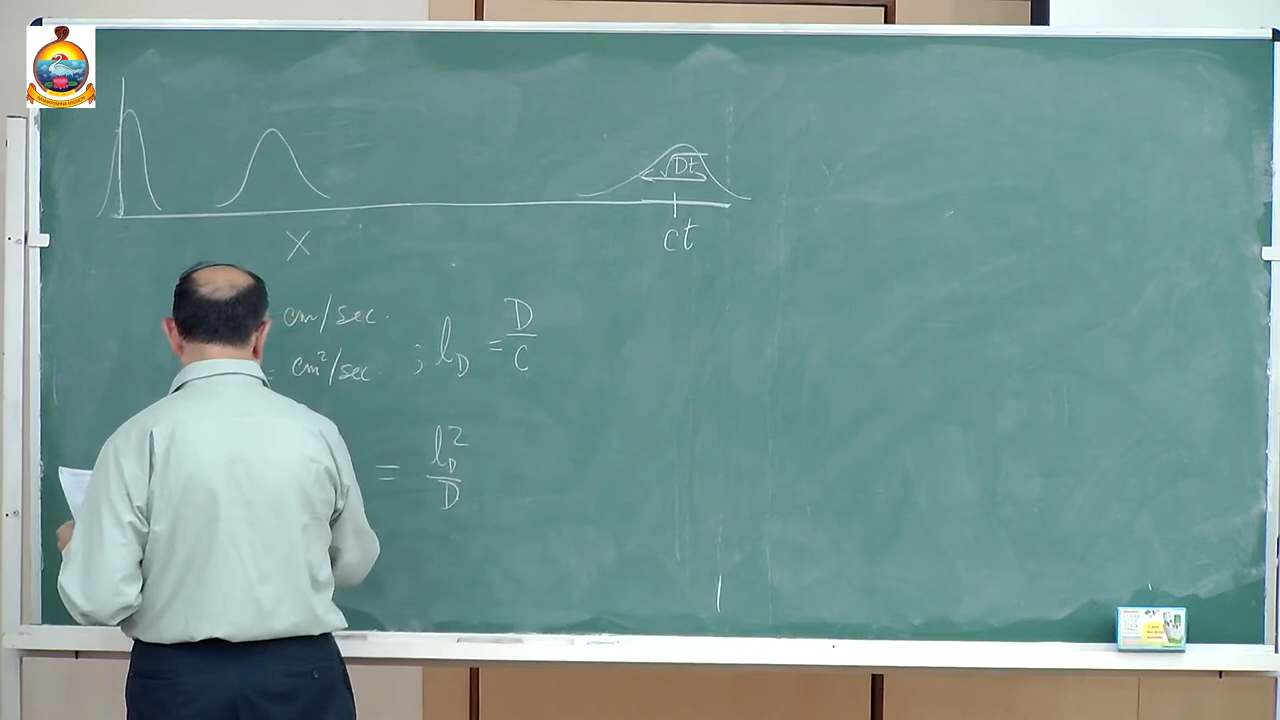 √Dt
ct
X
cm/sec.
= cm²/sec. ; l_D = D/C
= l_D²/D